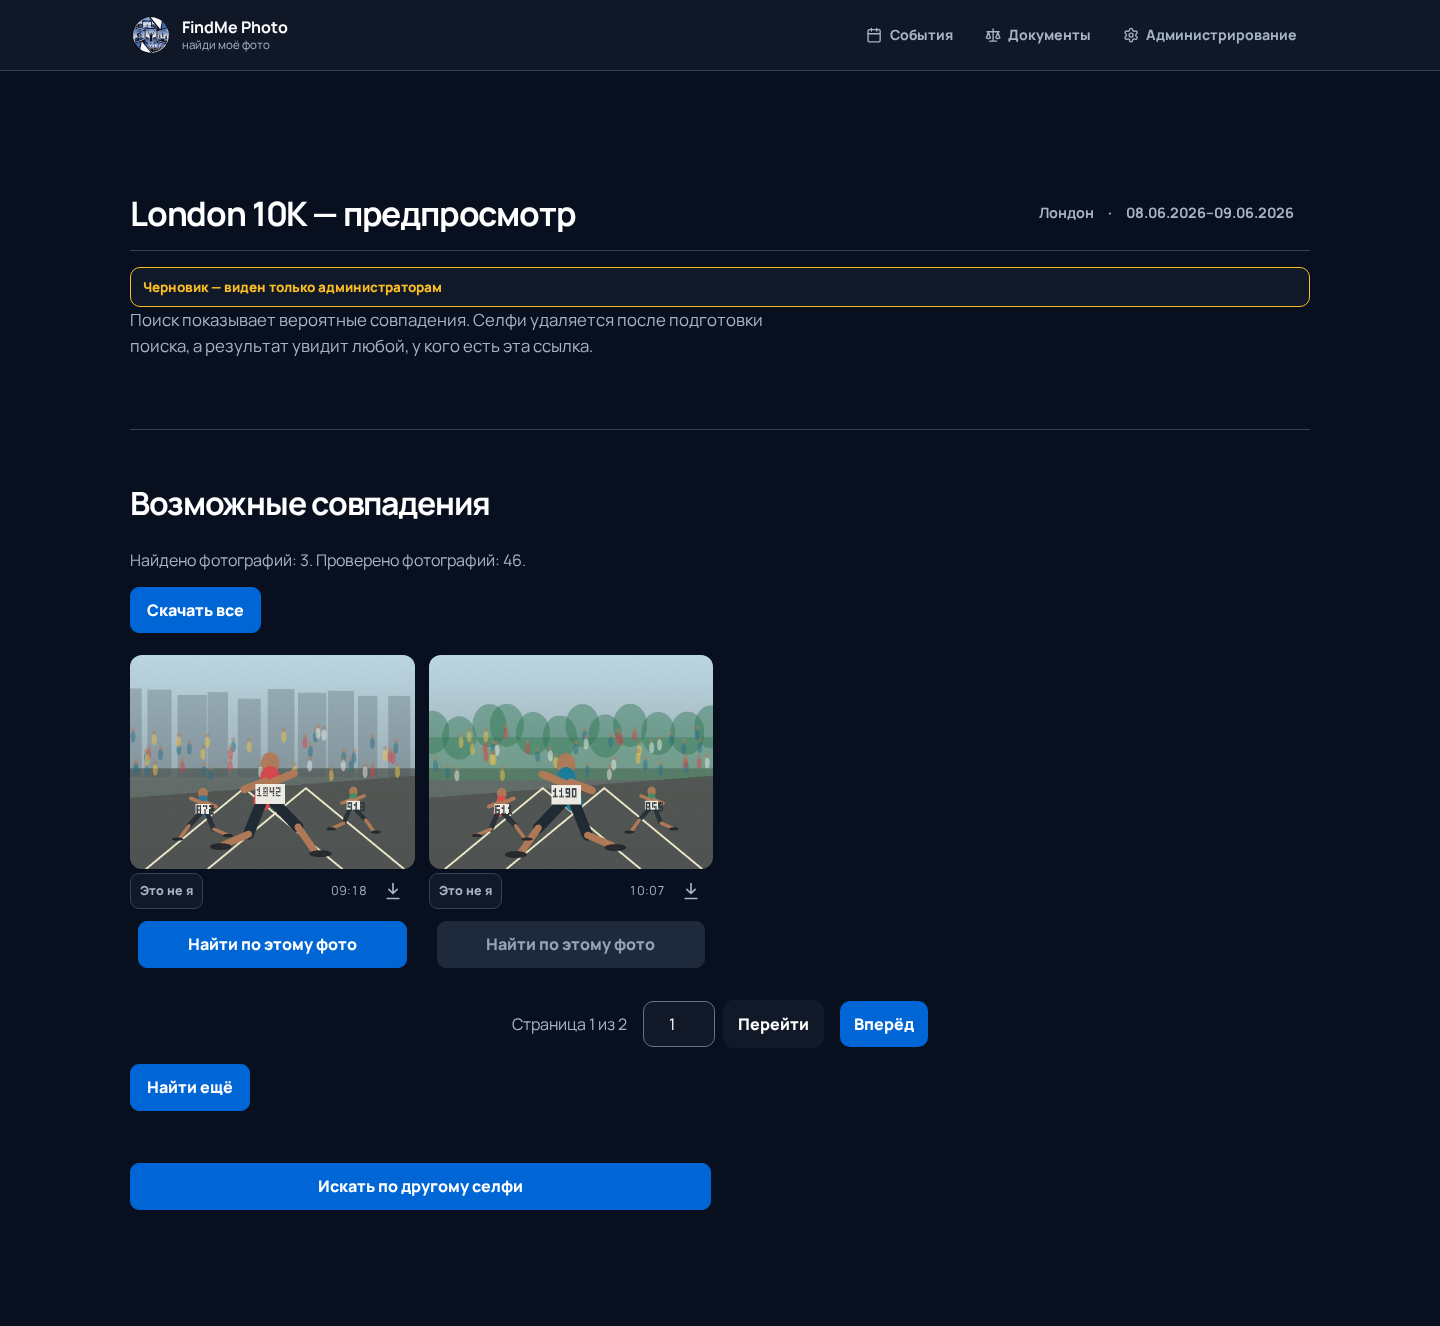 FindMe Photo
найди моё фото
События
Документы
Администрирование
London 10K — предпросмотр
Лондон · 08.06.2026–09.06.2026
Черновик — виден только администраторам
Поиск показывает вероятные совпадения. Селфи удаляется после подготовки
поиска, а результат увидит любой, у кого есть эта ссылка.
Возможные совпадения
Найдено фотографий: 3. Проверено фотографий: 46.
Скачать все
1842
1190
Это не я
09:18
Это не я
10:07
Найти по этому фото
Найти по этому фото
Страница 1 из 2
1
Перейти
Вперёд
Найти ещё
Искать по другому селфи